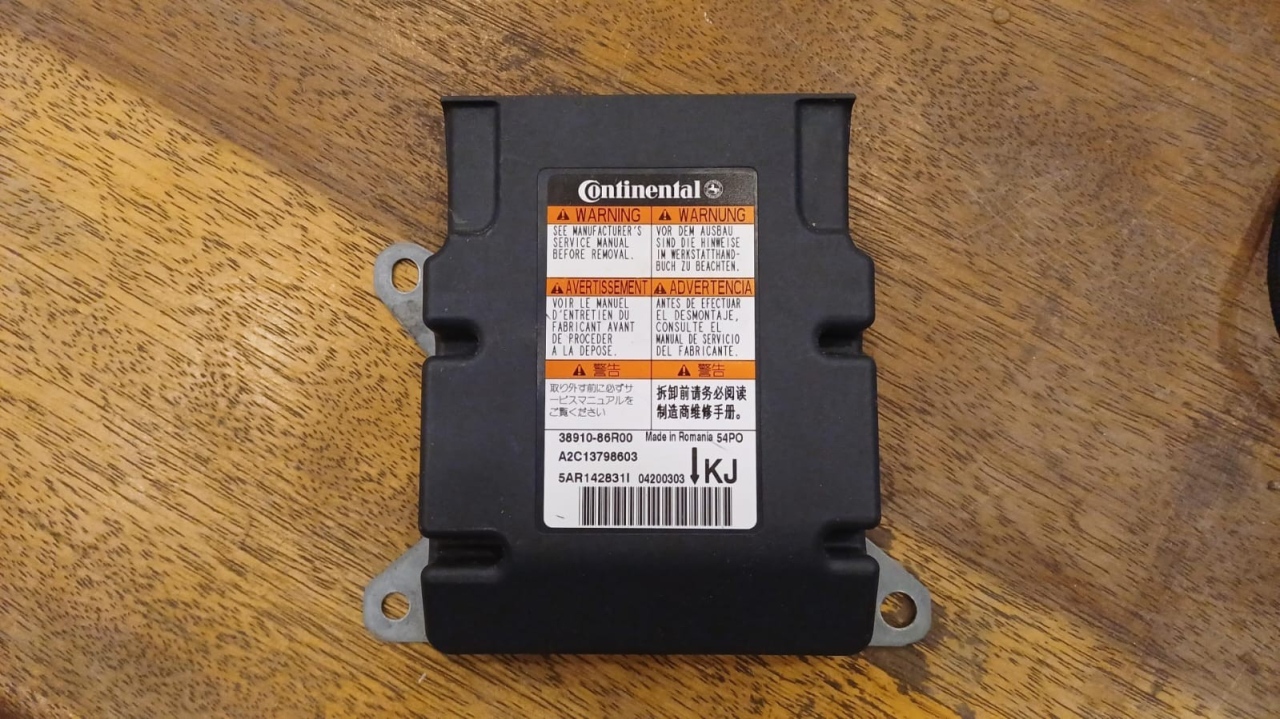 Continental
WARNING
SEE MANUFACTURER'S
SERVICE MANUAL
BEFORE REMOVAL.
WARNUNG
VOR DEM AUSBAU
SIND DIE HINWEISE
IM WERKSTATTHAND-
BUCH ZU BEACHTEN.
AVERTISSEMENT
VOIR LE MANUEL
D'ENTRETIEN DU
FABRICANT AVANT
DE PROCEDER
A LA DEPOSE.
ADVERTENCIA
ANTES DE EFECTUAR
EL DESMONTAJE,
CONSULTE EL
MANUAL DE SERVICIO
DEL FABRICANTE.
警告
取り外す前に必ずサ
ービスマニュアルを
ご覧ください
警告
拆卸前请务必阅读
制造商维修手册。
38910-86R00 Made in Romania 54PO
A2C13798603
5AR142831I 04200303 KJ